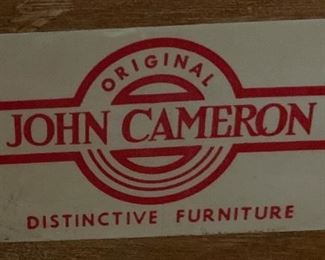 ORIGINAL
JOHN CAMERON
DISTINCTIVE FURNITURE